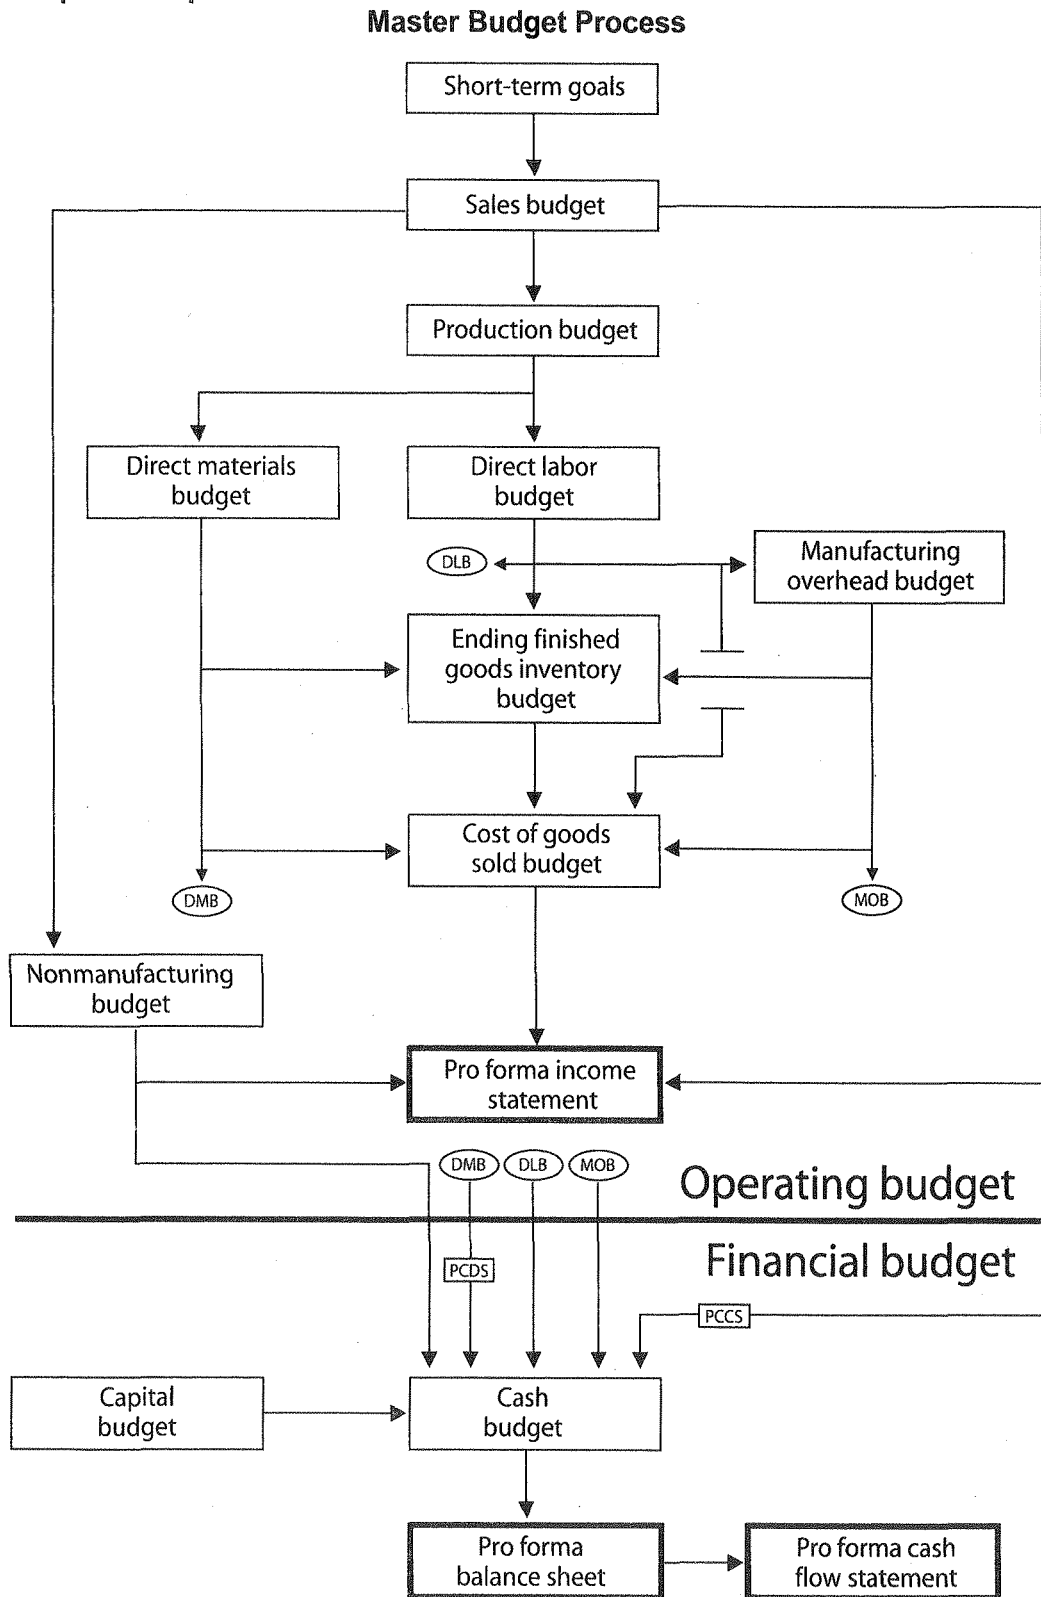 Master Budget Process
Short-term goals
Sales budget
Production budget
Direct materials
budget
Direct labor
budget
DLB
Manufacturing
overhead budget
Ending finished
goods inventory
budget
Cost of goods
sold budget
DMB
MOB
Nonmanufacturing
budget
Pro forma income
statement
DMB
DLB
MOB
Operating budget
Financial budget
PCDS
PCCS
Capital
budget
Cash
budget
Pro forma
balance sheet
Pro forma cash
flow statement